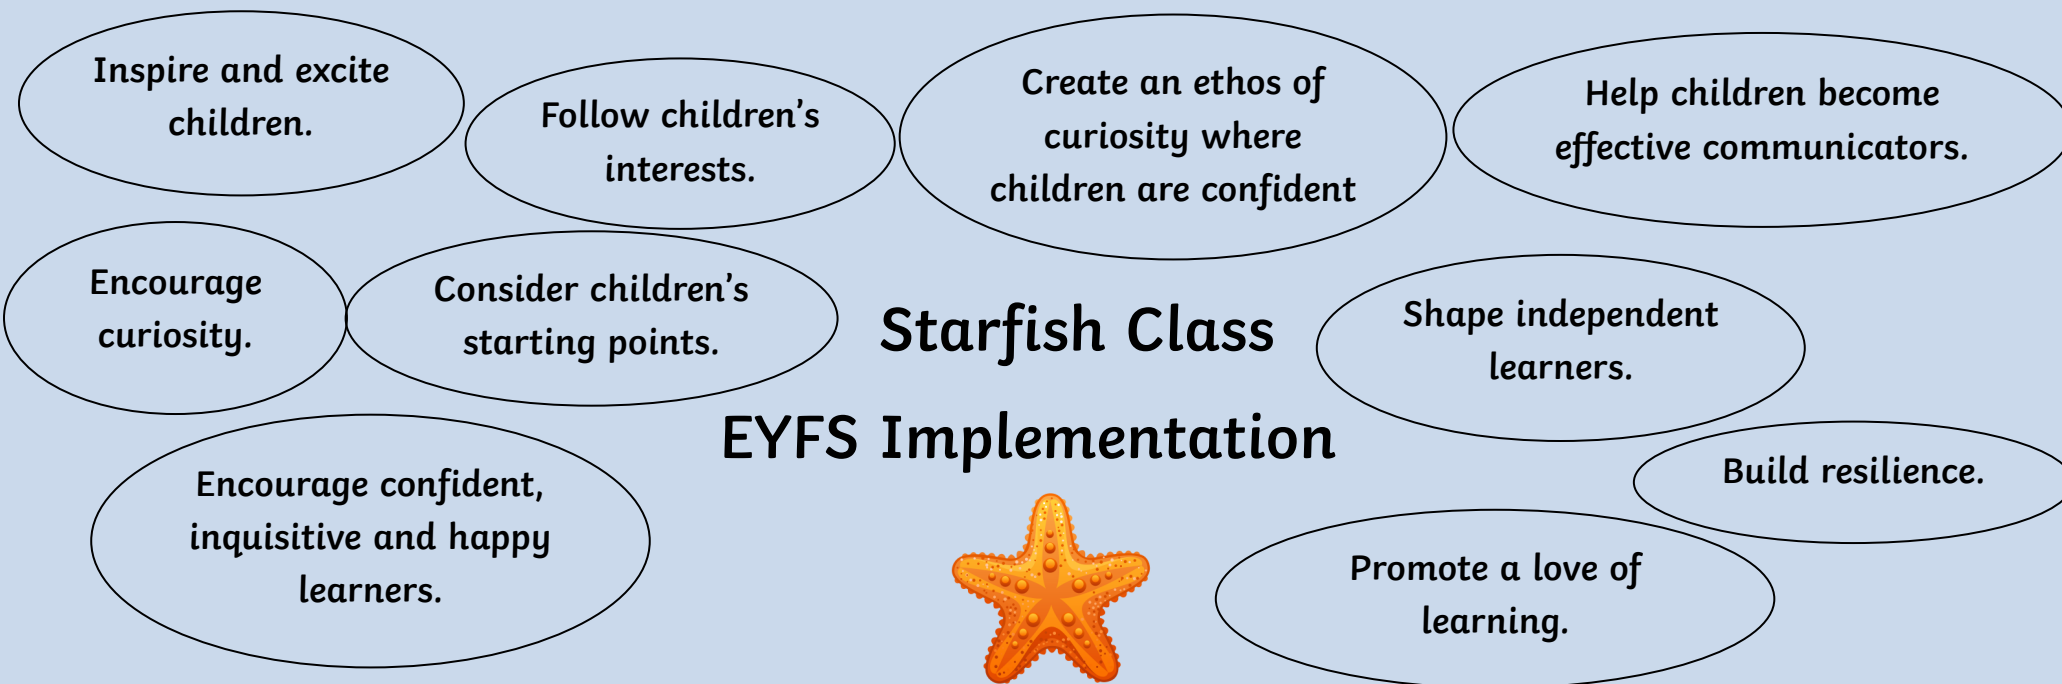 Inspire and excite
children.
Follow children's
interests.
Create an ethos of
curiosity where
children are confident
Help children become
effective communicators.
Encourage
curiosity.
Consider children's
starting points.
Starfish Class
EYFS Implementation
Shape independent
learners.
Encourage confident,
inquisitive and happy
learners.
Build resilience.
Promote a love of
learning.